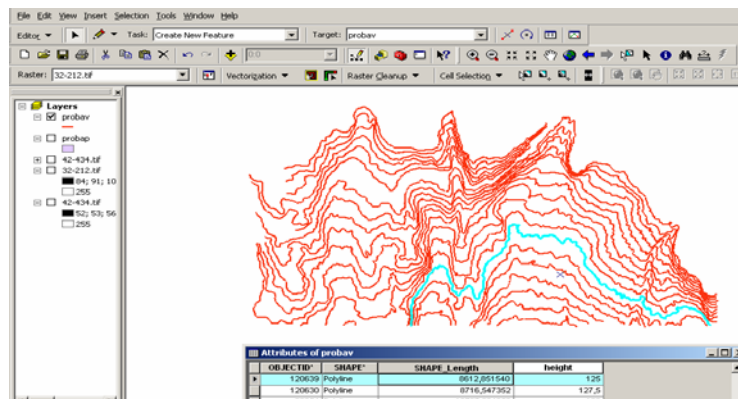 File Edit View Insert Selection Tools Window Help
Editor Task: Create New Feature Target: probav
0:0
Raster: 32-212.tif Vectorization Raster Cleanup Cell Selection
Layers
probav
probap
42-434.tif
32-212.tif
84; 91; 10
255
42-434.tif
52; 53; 56
255
Attributes of probav
OBJECTID* SHAPE* SHAPE_Length height
120639 Polyline 8612,851540 125
120630 Polyline 8716,547352 127,5